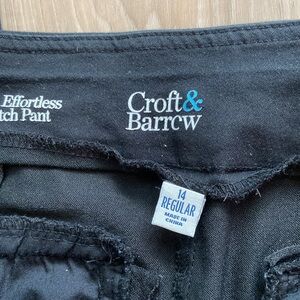 Effortless
tch Pant
Croft&
Barrow
14
REGULAR
MADE IN
CHINA